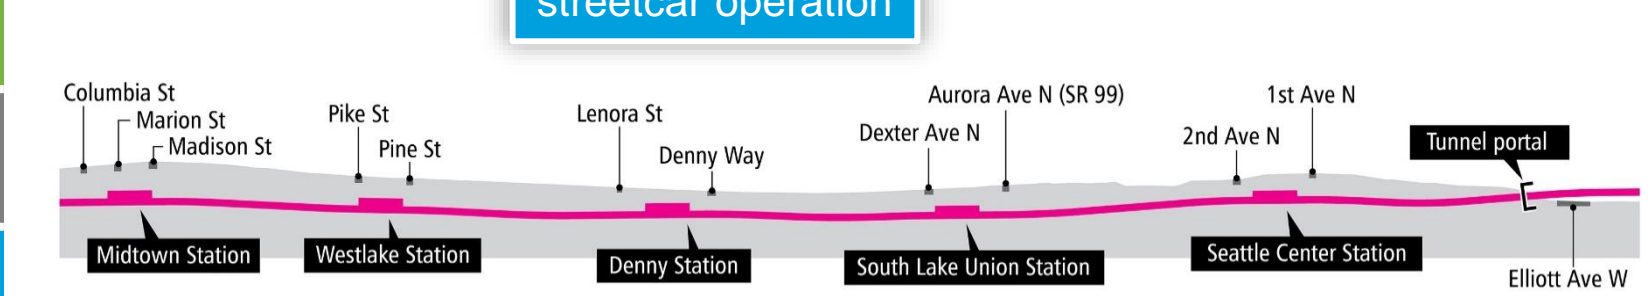 streetcar operation
Columbia St
Marion St
Madison St
Pike St
Pine St
Lenora St
Denny Way
Dexter Ave N
Aurora Ave N (SR 99)
2nd Ave N
1st Ave N
Tunnel portal
Midtown Station
Westlake Station
Denny Station
South Lake Union Station
Seattle Center Station
Elliott Ave W